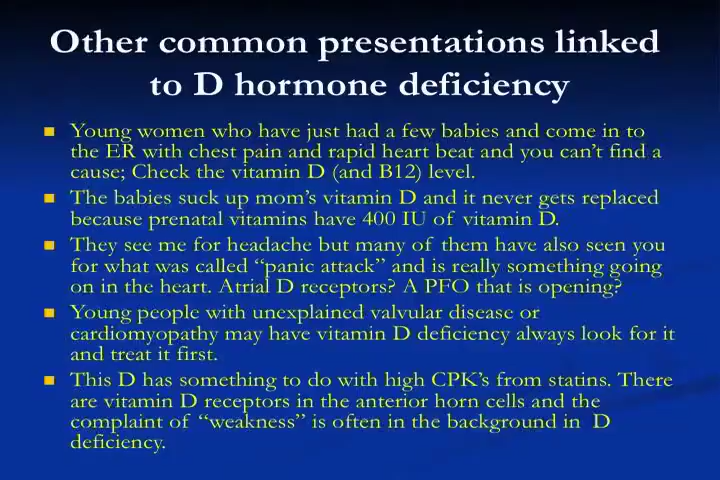 Other common presentations linked
to D hormone deficiency
Young women who have just had a few babies and come in to
the ER with chest pain and rapid heart beat and you can't find a
cause; Check the vitamin D (and B12) level.
The babies suck up mom's vitamin D and it never gets replaced
because prenatal vitamins have 400 IU of vitamin D.
They see me for headache but many of them have also seen you
for what was called “panic attack” and is really something going
on in the heart. Atrial D receptors? A PFO that is opening?
Young people with unexplained valvular disease or
cardiomyopathy may have vitamin D deficiency always look for it
and treat it first.
This D has something to do with high CPK's from statins. There
are vitamin D receptors in the anterior horn cells and the
complaint of “weakness” is often in the background in D
deficiency.